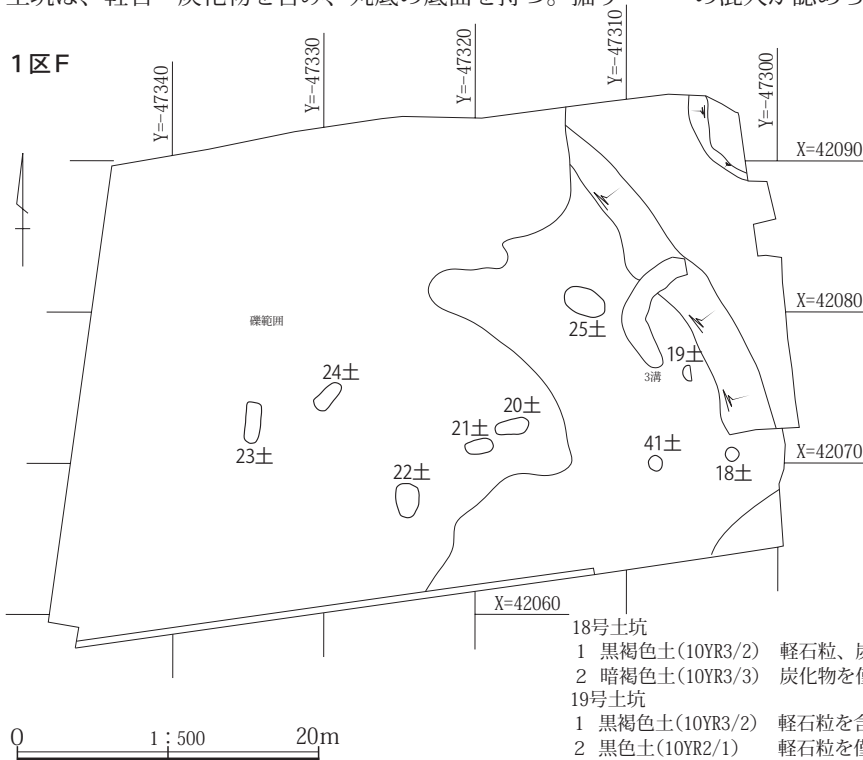 土坑は、軽石・炭化物を含み、丸底の底面を持つ。掘り
の混入が認めら
1区F
Y=-47340
Y=-47330
Y=-47320
Y=-47310
Y=-47300
X=42090
X=42080
X=42070
X=42060
礫範囲
25土
19土
3溝
24土
23土
20土
21土
22土
41土
18土
18号土坑
1 黒褐色土(10YR3/2) 軽石粒、
2 暗褐色土(10YR3/3) 炭化物を
19号土坑
1 黒褐色土(10YR3/2) 軽石粒を含
2 黒色土(10YR2/1) 軽石粒を
0 1：500 20m